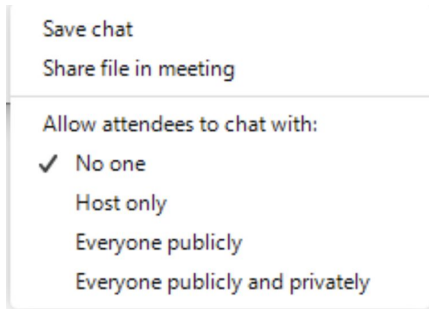 Save chat
Share file in meeting
Allow attendees to chat with:
No one
Host only
Everyone publicly
Everyone publicly and privately